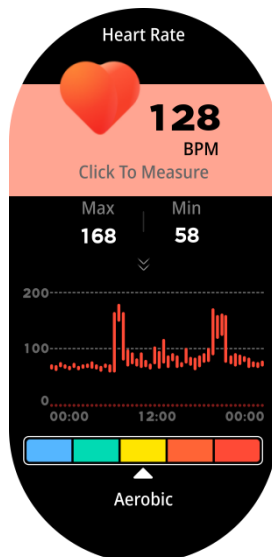 Heart Rate
128
BPM
Click To Measure
Max Min
168 58
200
100
0
00:00 12:00 00:00
Aerobic